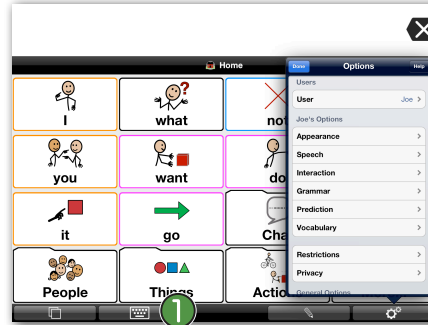 Home
Done Options Help
Users
User Joe
Joe's Options
Appearance
Speech
Interaction
Grammar
Prediction
Vocabulary
Restrictions
Privacy
General Options
I what not
you want do
it go Cha
People Things Action
1